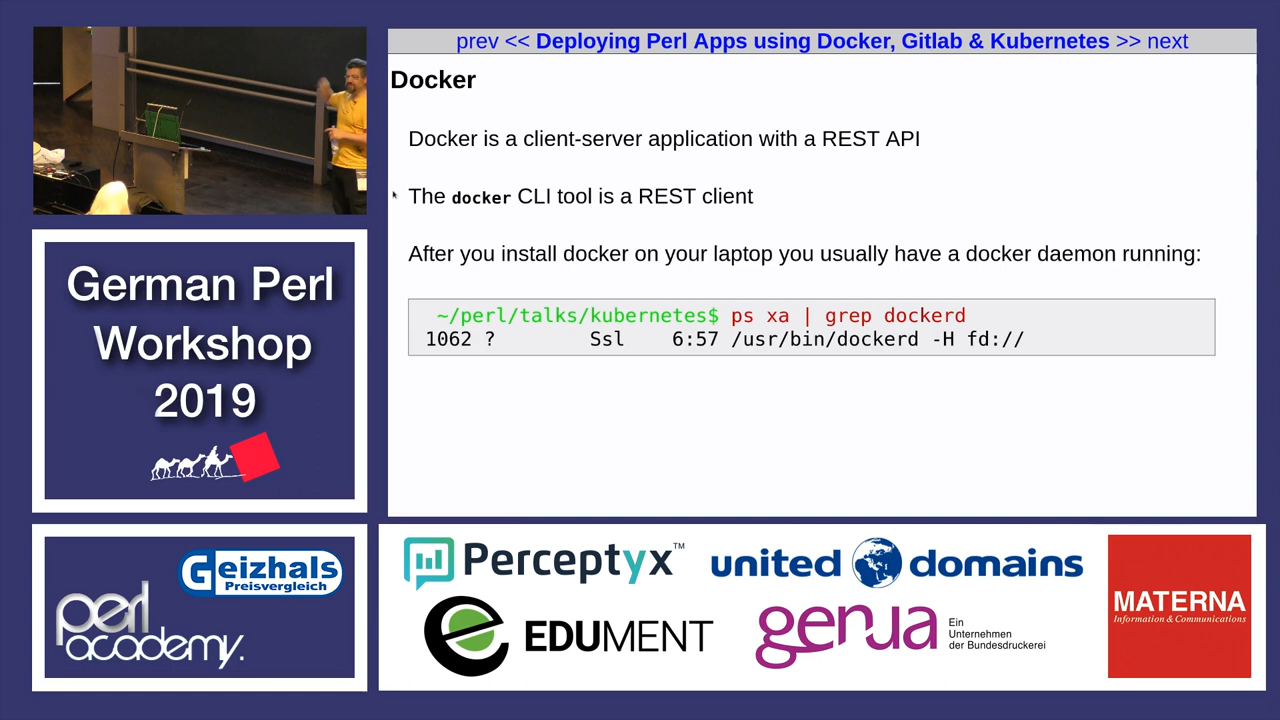 prev << Deploying Perl Apps using Docker, Gitlab & Kubernetes >> next
Docker
Docker is a client-server application with a REST API
The docker CLI tool is a REST client
After you install docker on your laptop you usually have a docker daemon running:
~/perl/talks/kubernetes$ ps xa | grep dockerd
1062 ? Ssl 6:57 /usr/bin/dockerd -H fd://
German Perl
Workshop
2019
Geizhals
Preisvergleich
perl
academy.
Perceptyx™
united domains
EDUMENT
genua
Ein
Unternehmen
der Bundesdruckerei
MATERNA
Information & Communications